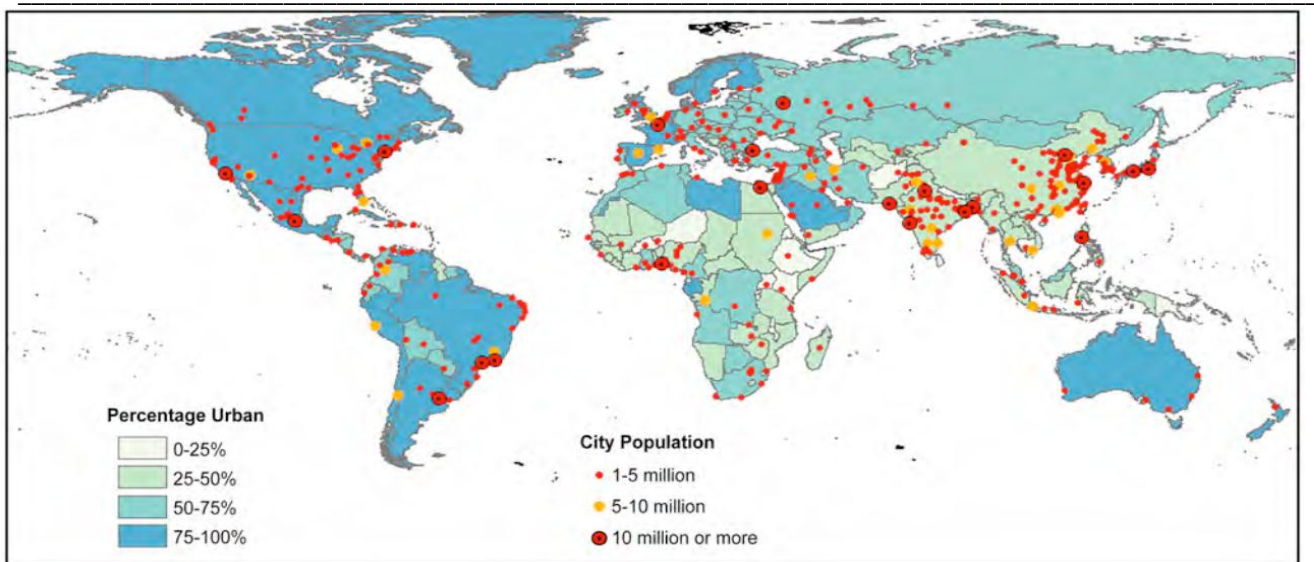 Percentage Urban
0-25%
25-50%
50-75%
75-100%
City Population
1-5 million
5-10 million
10 million or more